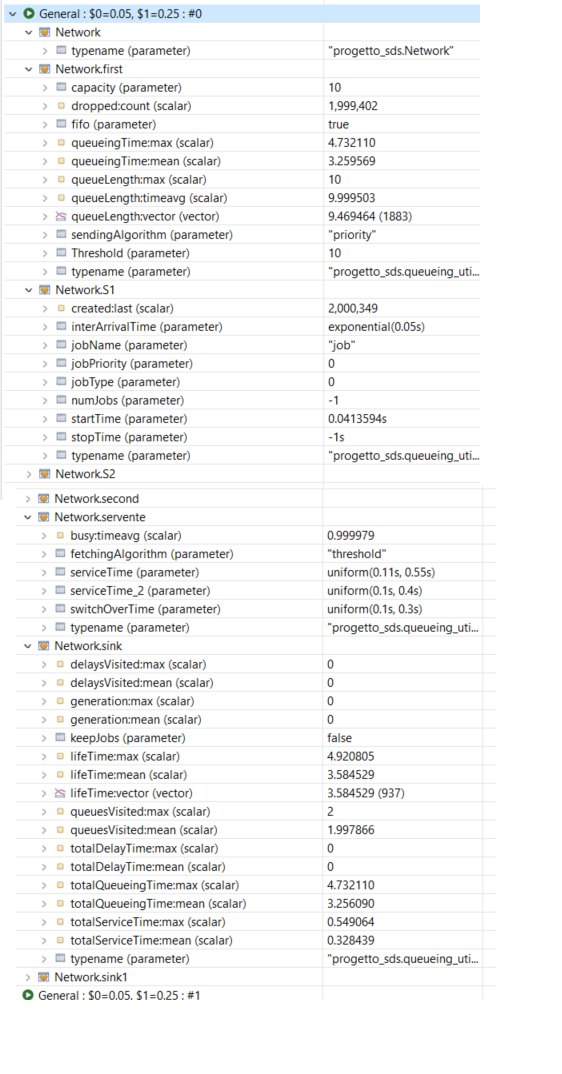 General : $0=0.05, $1=0.25 : #0
Network
typename (parameter) "progetto_sds.Network"
Network.first
capacity (parameter) 10
dropped:count (scalar) 1,999,402
fifo (parameter) true
queueingTime:max (scalar) 4.732110
queueingTime:mean (scalar) 3.259569
queueLength:max (scalar) 10
queueLength:timeavg (scalar) 9.999503
queueLength:vector (vector) 9.469464 (1883)
sendingAlgorithm (parameter) "priority"
Threshold (parameter) 10
typename (parameter) "progetto_sds.queueing_uti...
Network.S1
created:last (scalar) 2,000,349
interArrivalTime (parameter) exponential(0.05s)
jobName (parameter) "job"
jobPriority (parameter) 0
jobType (parameter) 0
numJobs (parameter) -1
startTime (parameter) 0.0413594s
stopTime (parameter) -1s
typename (parameter) "progetto_sds.queueing_uti...
Network.S2
Network.second
Network.servente
busy:timeavg (scalar) 0.999979
fetchingAlgorithm (parameter) "threshold"
serviceTime (parameter) uniform(0.11s, 0.55s)
serviceTime_2 (parameter) uniform(0.1s, 0.4s)
switchOverTime (parameter) uniform(0.1s, 0.3s)
typename (parameter) "progetto_sds.queueing_uti...
Network.sink
delaysVisited:max (scalar) 0
delaysVisited:mean (scalar) 0
generation:max (scalar) 0
generation:mean (scalar) 0
keepJobs (parameter) false
lifeTime:max (scalar) 4.920805
lifeTime:mean (scalar) 3.584529
lifeTime:vector (vector) 3.584529 (937)
queuesVisited:max (scalar) 2
queuesVisited:mean (scalar) 1.997866
totalDelayTime:max (scalar) 0
totalDelayTime:mean (scalar) 0
totalQueueingTime:max (scalar) 4.732110
totalQueueingTime:mean (scalar) 3.256090
totalServiceTime:max (scalar) 0.549064
totalServiceTime:mean (scalar) 0.328439
typename (parameter) "progetto_sds.queueing_uti...
Network.sink1
General : $0=0.05, $1=0.25 : #1